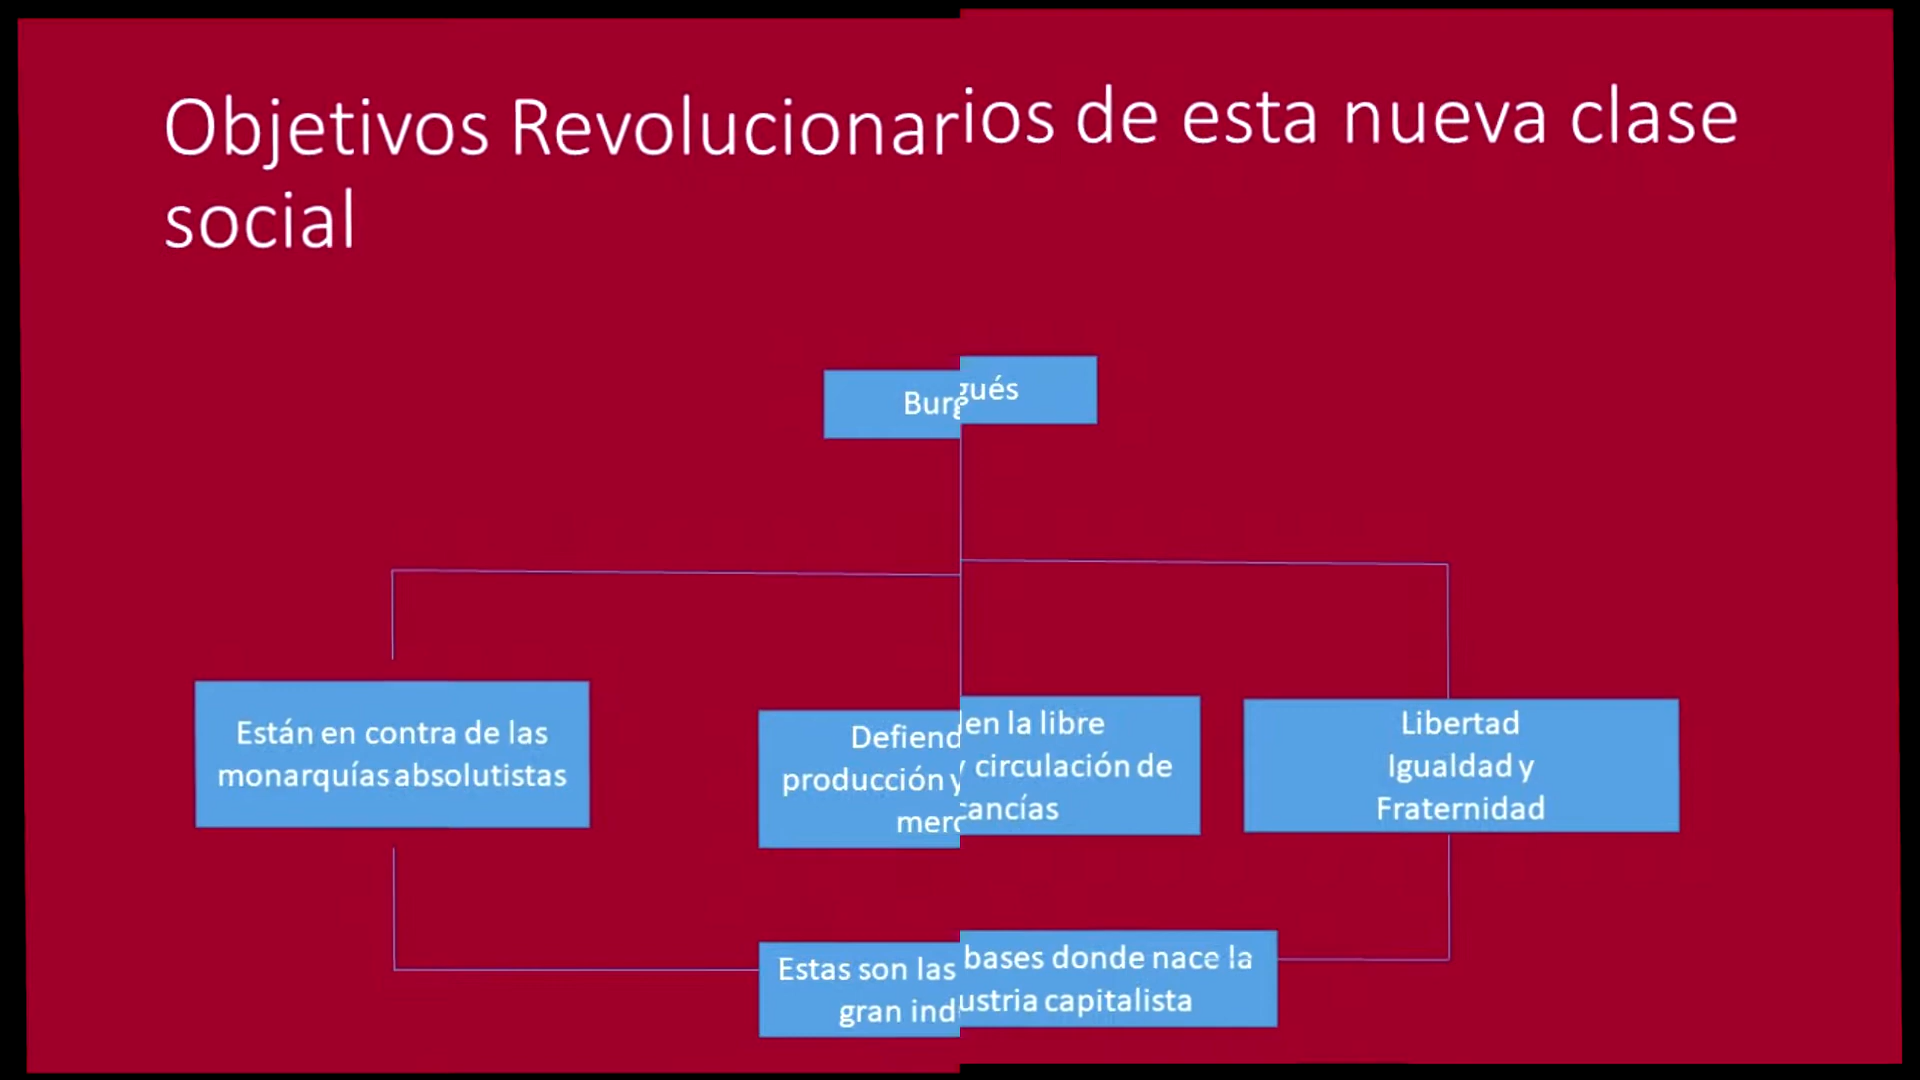 Objetivos Revolucionarios de esta nueva clase
social
Burgués
Están en contra de las
monarquías absolutistas
Defienden la libre
producción y circulación de
mercancías
Libertad
Igualdad y
Fraternidad
Estas son las bases donde nace la
gran industria capitalista